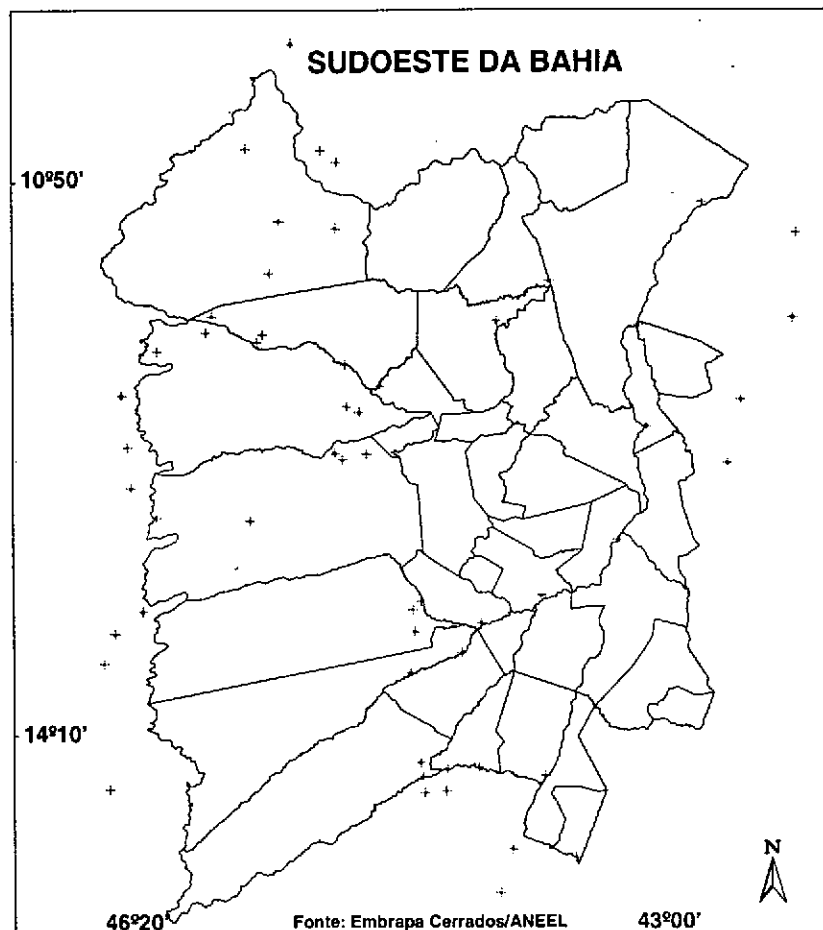 SUDOESTE DA BAHIA
10º50'
14º10'
N
46º20'
Fonte: Embrapa Cerrados/ANEEL
43º00'